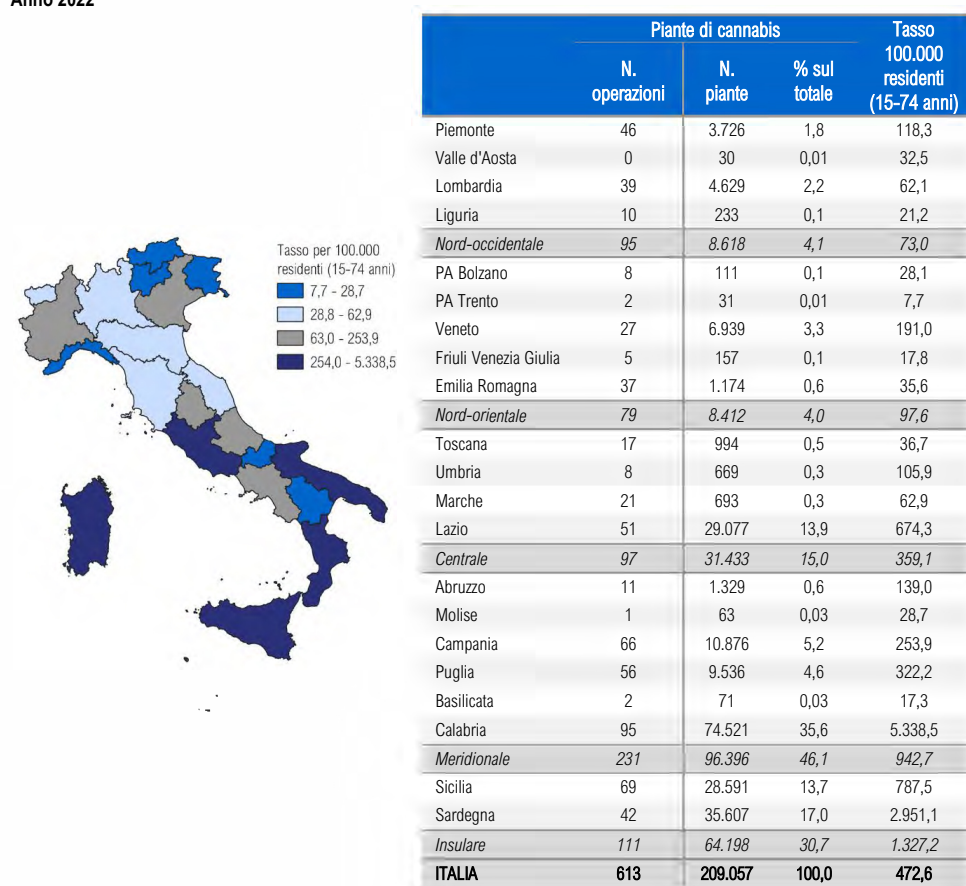 Anno 2022
Tasso per 100.000
residenti (15-74 anni)
7,7 - 28,7
28,8 - 62,9
63,0 - 253,9
254,0 - 5.338,5
Piante di cannabis
Tasso
100.000
residenti
(15-74 anni)
N.
operazioni
N.
piante
% sul
totale
Piemonte 46 3.726 1,8 118,3
Valle d'Aosta 0 30 0,01 32,5
Lombardia 39 4.629 2,2 62,1
Liguria 10 233 0,1 21,2
Nord-occidentale 95 8.618 4,1 73,0
PA Bolzano 8 111 0,1 28,1
PA Trento 2 31 0,01 7,7
Veneto 27 6.939 3,3 191,0
Friuli Venezia Giulia 5 157 0,1 17,8
Emilia Romagna 37 1.174 0,6 35,6
Nord-orientale 79 8.412 4,0 97,6
Toscana 17 994 0,5 36,7
Umbria 8 669 0,3 105,9
Marche 21 693 0,3 62,9
Lazio 51 29.077 13,9 674,3
Centrale 97 31.433 15,0 359,1
Abruzzo 11 1.329 0,6 139,0
Molise 1 63 0,03 28,7
Campania 66 10.876 5,2 253,9
Puglia 56 9.536 4,6 322,2
Basilicata 2 71 0,03 17,3
Calabria 95 74.521 35,6 5.338,5
Meridionale 231 96.396 46,1 942,7
Sicilia 69 28.591 13,7 787,5
Sardegna 42 35.607 17,0 2.951,1
Insulare 111 64.198 30,7 1.327,2
ITALIA 613 209.057 100,0 472,6